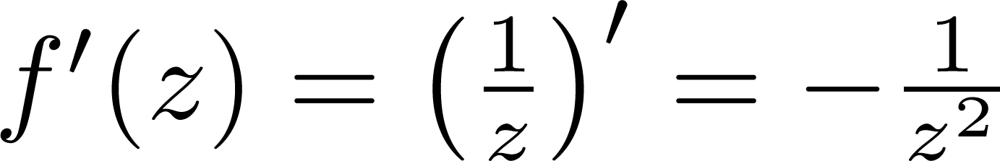 f′(z) = (1/z)′ = −1/z²